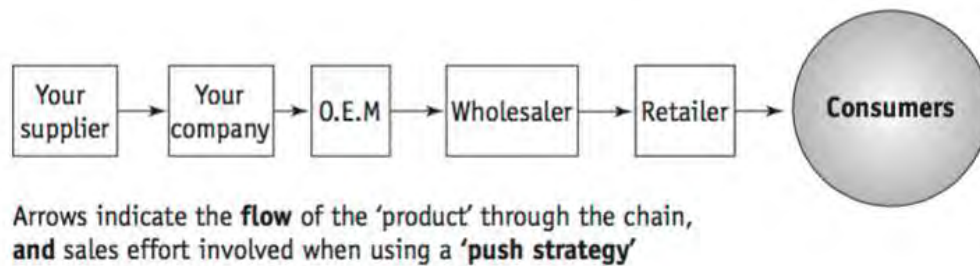 Your
supplier
Your
company
O.E.M
Wholesaler
Retailer
Consumers
Arrows indicate the flow of the ‘product’ through the chain,
and sales effort involved when using a ‘push strategy’